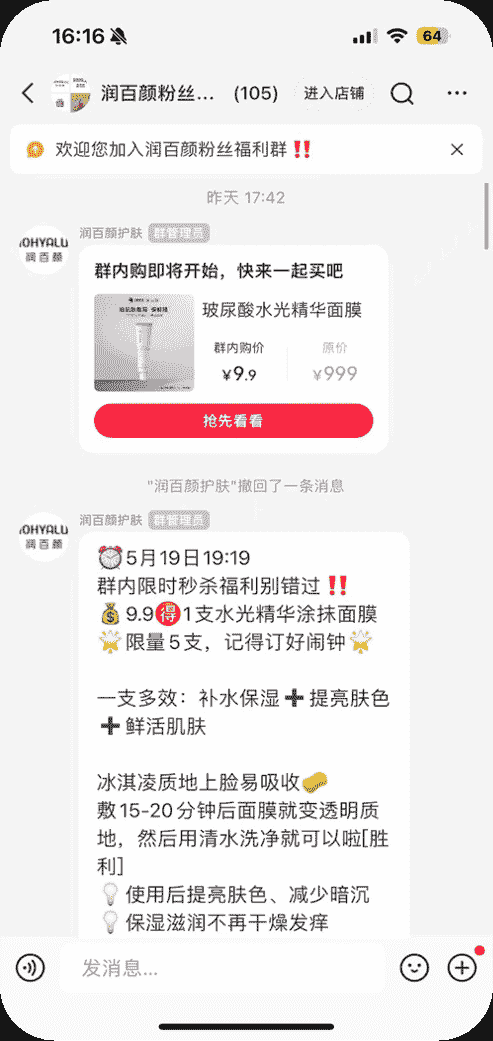 16:16
64
润百颜粉丝... (105) 进入店铺
欢迎您加入润百颜粉丝福利群‼️
昨天 17:42
润百颜护肤 群管理员
IOHYALU
润百颜
群内购即将开始，快来一起买吧
玻尿酸水光精华面膜
群内购价 原价
¥9.9 ¥999
抢先看看
"润百颜护肤"撤回了一条消息
润百颜护肤 群管理员
IOHYALU
润百颜
⏰5月19日19:19
群内限时秒杀福利别错过‼️
💰9.9🉐1支水光精华涂抹面膜
🌟限量5支，记得订好闹钟🌟
一支多效：补水保湿➕提亮肤色
➕鲜活肌肤
冰淇凌质地上脸易吸收🧽
敷15-20分钟后面膜就变透明质
地，然后用清水洗净就可以啦[胜
利]
💡使用后提亮肤色、减少暗沉
💡保湿滋润不再干燥发痒
发消息...